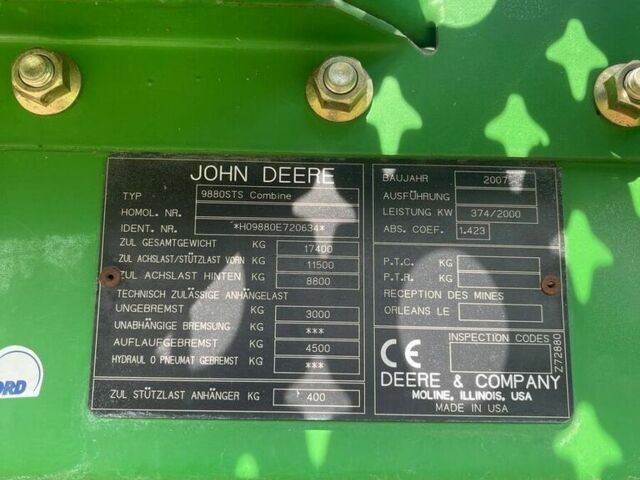 JOHN DEERE
TYP 9880STS Combine
HOMOL. NR.
IDENT. NR. *H09880E720634*
ZUL GESAMTGEWICHT KG 17400
ZUL ACHSLAST/STÜTZLAST VORN KG 11500
ZUL ACHSLAST HINTEN KG 8800
TECHNISCH ZULÄSSIGE ANHÄNGELAST
UNGEBREMST KG 3000
UNABHÄNGIGE BREMSUNG KG ***
AUFLAUFGEBREMST KG 4500
HYDRAUL O PNEUMAT GEBREMST KG ***
ZUL STÜTZLAST ANHÄNGER KG 400
BAUJAHR 2007
AUSFÜHRUNG
LEISTUNG KW 374/2000
ABS. COEF. 1.423
P.T.C. KG
P.T.R. KG
RECEPTION DES MINES
ORLEANS LE
CE
INSPECTION CODES
DEERE & COMPANY
MOLINE, ILLINOIS, USA
MADE IN USA
Z72880
ORD